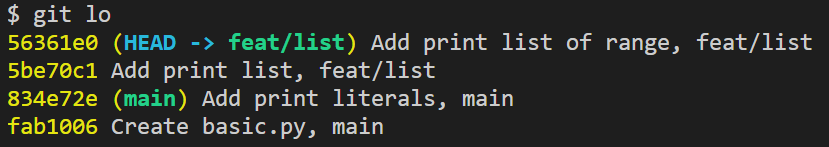 $ git lo
56361e0 (HEAD -> feat/list) Add print list of range, feat/list
5be70c1 Add print list, feat/list
834e72e (main) Add print literals, main
fab1006 Create basic.py, main